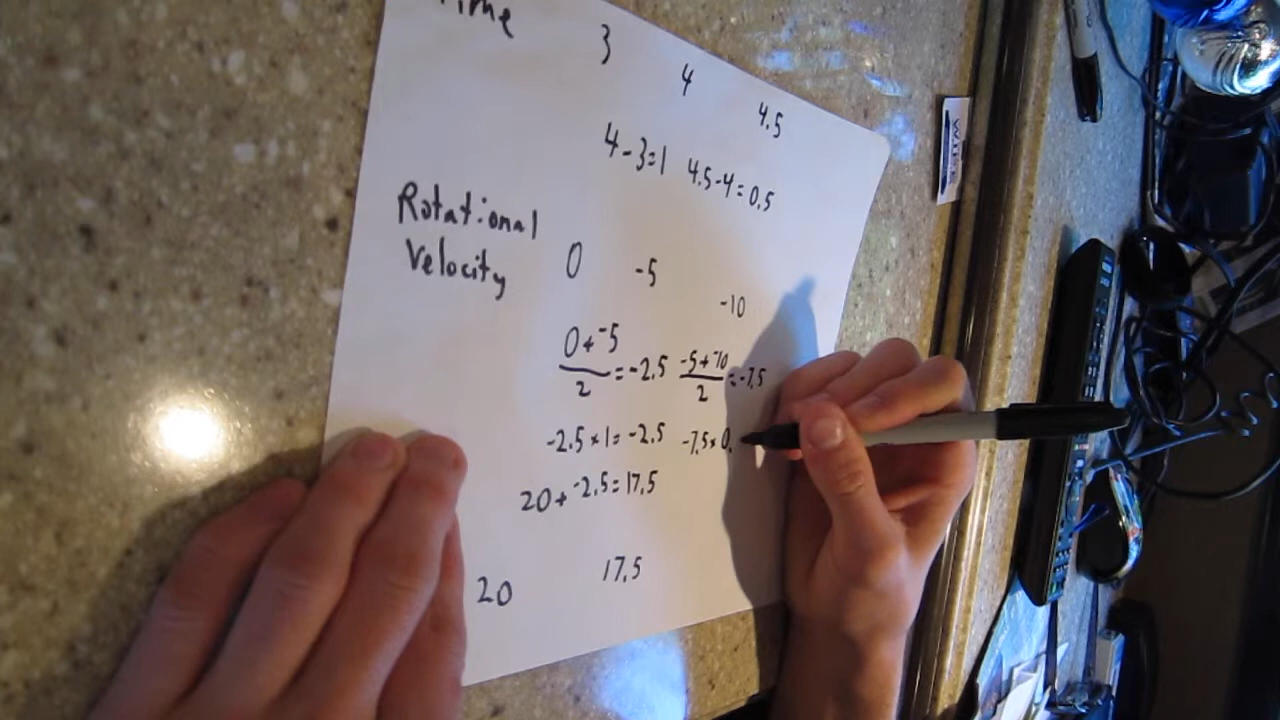 Time 3 4 4.5
4-3=1 4.5-4=0.5
Rotational
Velocity 0 -5 -10
0+-5 -5+-10
2 =-2.5 2 =-7.5
-2.5×1=-2.5 -7.5×0.
20+-2.5=17.5
20 17.5